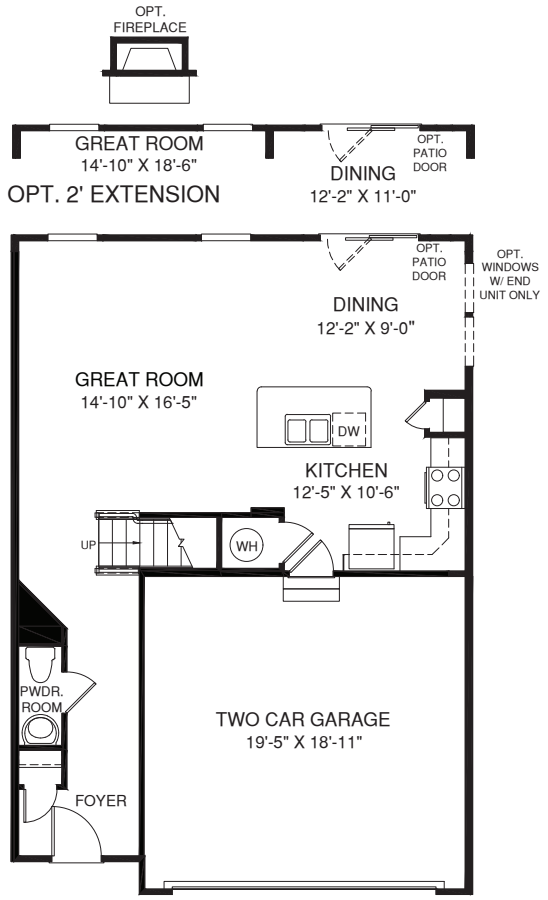 OPT.
FIREPLACE
GREAT ROOM
14'-10" X 18'-6"
OPT.
PATIO
DOOR
DINING
12'-2" X 11'-0"
OPT. 2' EXTENSION
OPT.
PATIO
DOOR
OPT.
WINDOWS
W/ END
UNIT ONLY
DINING
12'-2" X 9'-0"
GREAT ROOM
14'-10" X 16'-5"
DW
KITCHEN
12'-5" X 10'-6"
UP
WH
PWDR.
ROOM
TWO CAR GARAGE
19'-5" X 18'-11"
FOYER